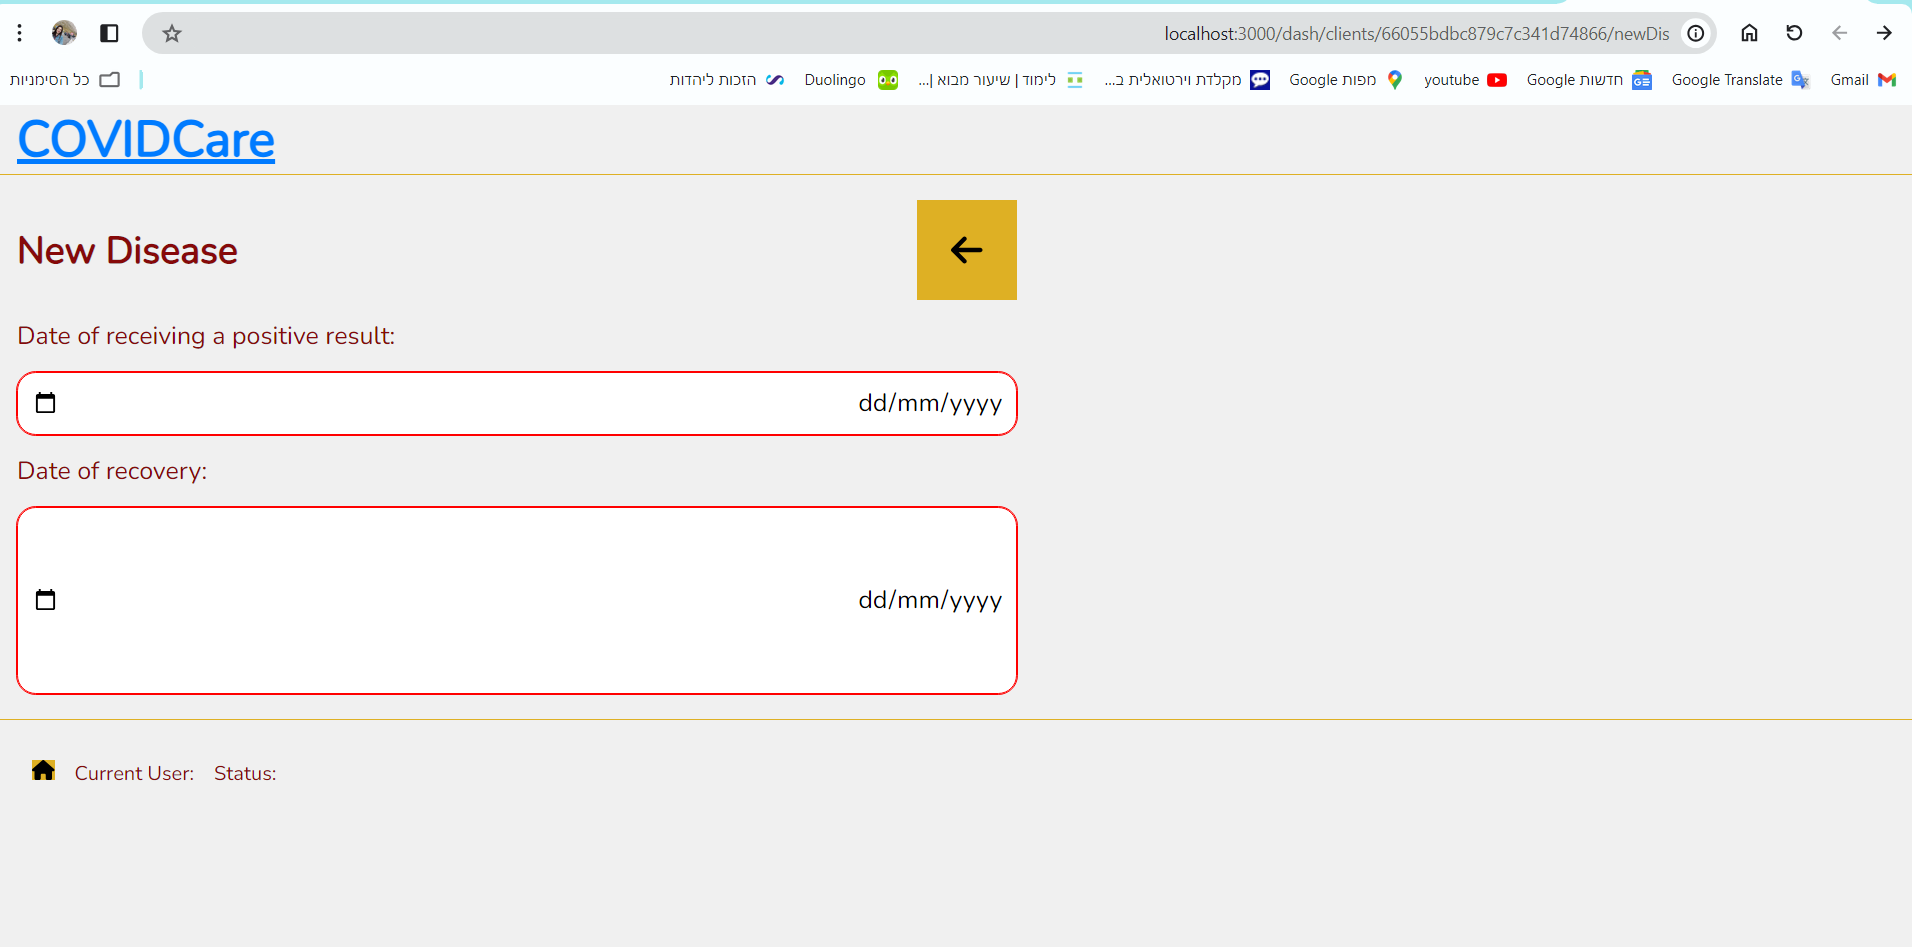 localhost:3000/dash/clients/66055bdbc879c7c341d74866/newDis
כל הסימניות
הזכות ליהדות Duolingo לימוד | שיעור מבוא |... מקלדת וירטואלית ב... מפות Google youtube חדשות Google Google Translate Gmail
COVIDCare
New Disease
Date of receiving a positive result:
dd/mm/yyyy
Date of recovery:
dd/mm/yyyy
Current User: Status: